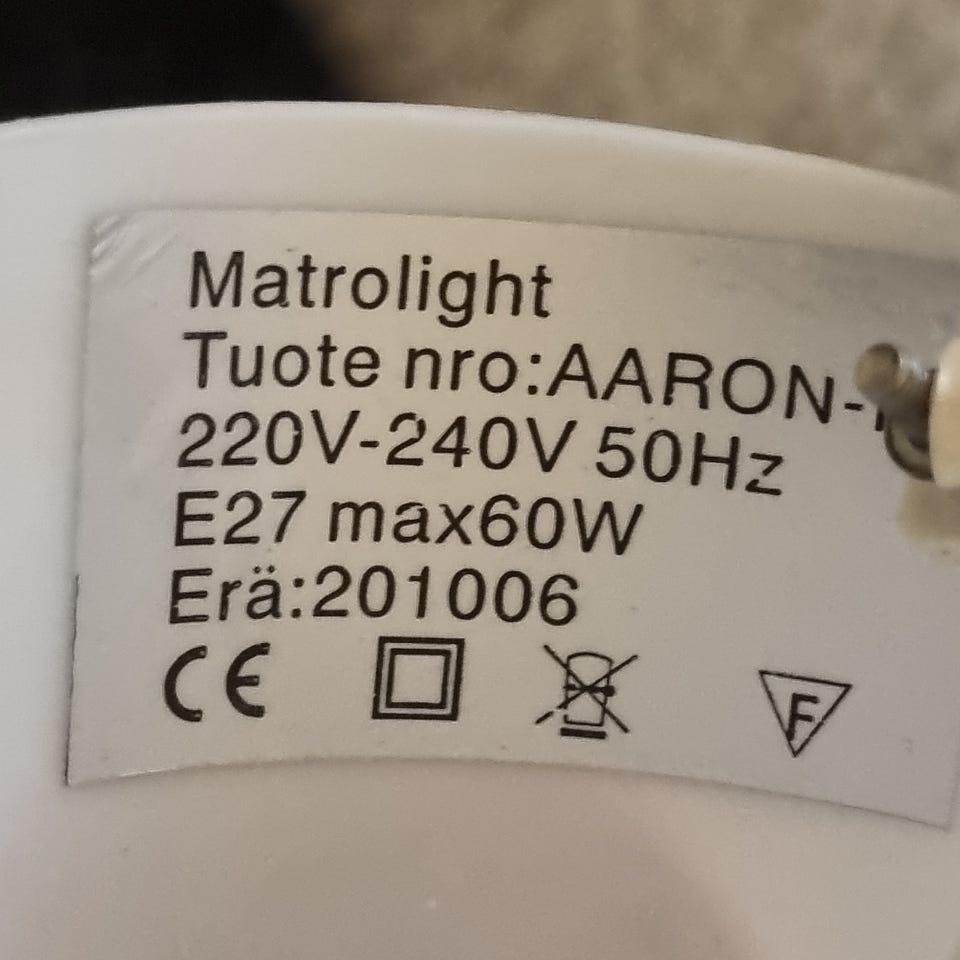 Matrolight
Tuote nro:AARON-
220V-240V 50Hz
E27 max60W
Erä:201006
CE
F